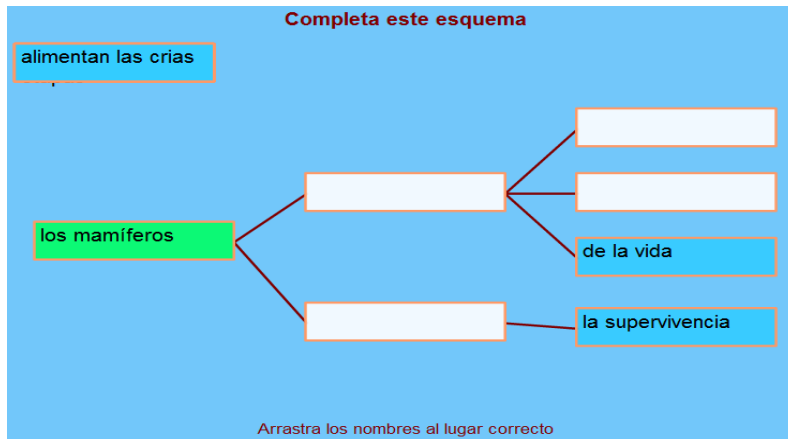 Completa este esquema
alimentan las crias
los mamíferos
de la vida
la supervivencia
Arrastra los nombres al lugar correcto